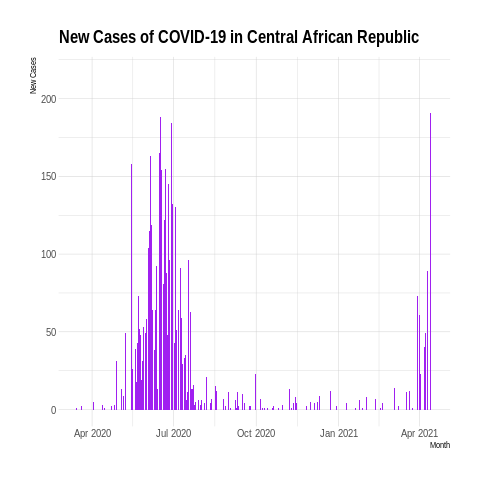 New Cases of COVID-19 in Central African Republic
New Cases
200
150
100
50
0
Apr 2020 Jul 2020 Oct 2020 Jan 2021 Apr 2021
Month